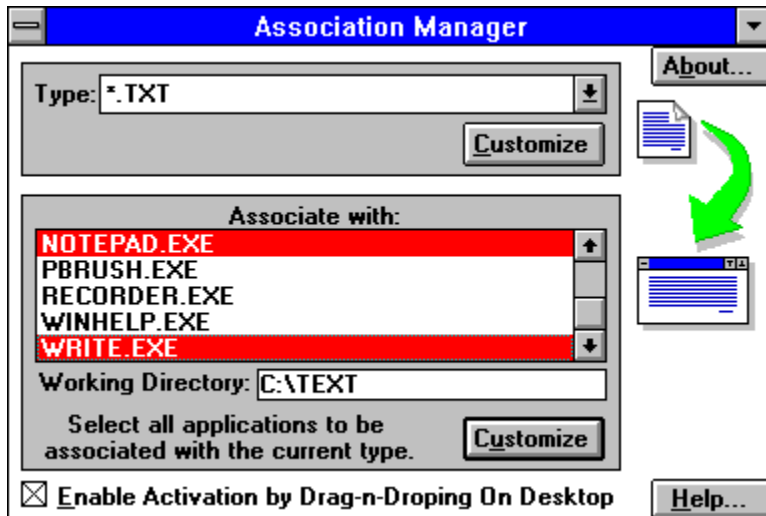 Association Manager
About...
Type: *.TXT
Customize
Associate with:
NOTEPAD.EXE
PBRUSH.EXE
RECORDER.EXE
WINHELP.EXE
WRITE.EXE
Working Directory: C:\TEXT
Select all applications to be
associated with the current type.
Customize
Enable Activation by Drag-n-Droping On Desktop
Help...